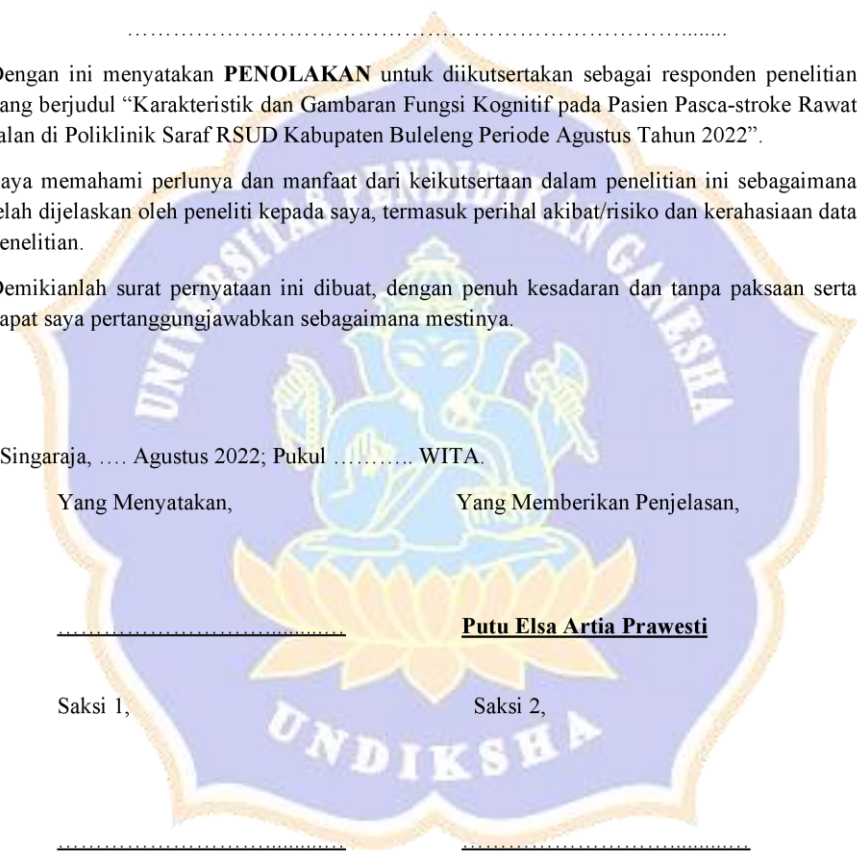 ……………………………………………………………….......
Dengan ini menyatakan PENOLAKAN untuk diikutsertakan sebagai responden penelitian
yang berjudul “Karakteristik dan Gambaran Fungsi Kognitif pada Pasien Pasca-stroke Rawat
Jalan di Poliklinik Saraf RSUD Kabupaten Buleleng Periode Agustus Tahun 2022”.
Saya memahami perlunya dan manfaat dari keikutsertaan dalam penelitian ini sebagaimana
telah dijelaskan oleh peneliti kepada saya, termasuk perihal akibat/risiko dan kerahasiaan data
penelitian.
Demikianlah surat pernyataan ini dibuat, dengan penuh kesadaran dan tanpa paksaan serta
dapat saya pertanggungjawabkan sebagaimana mestinya.
Singaraja, …. Agustus 2022; Pukul ……….. WITA.
Yang Menyatakan, Yang Memberikan Penjelasan,
………………………........…. Putu Elsa Artia Prawesti
Saksi 1, Saksi 2,
………………………........…. ………………………........….
UNIVERSITAS PENDIDIKAN GANESHA
UNDIKSHA